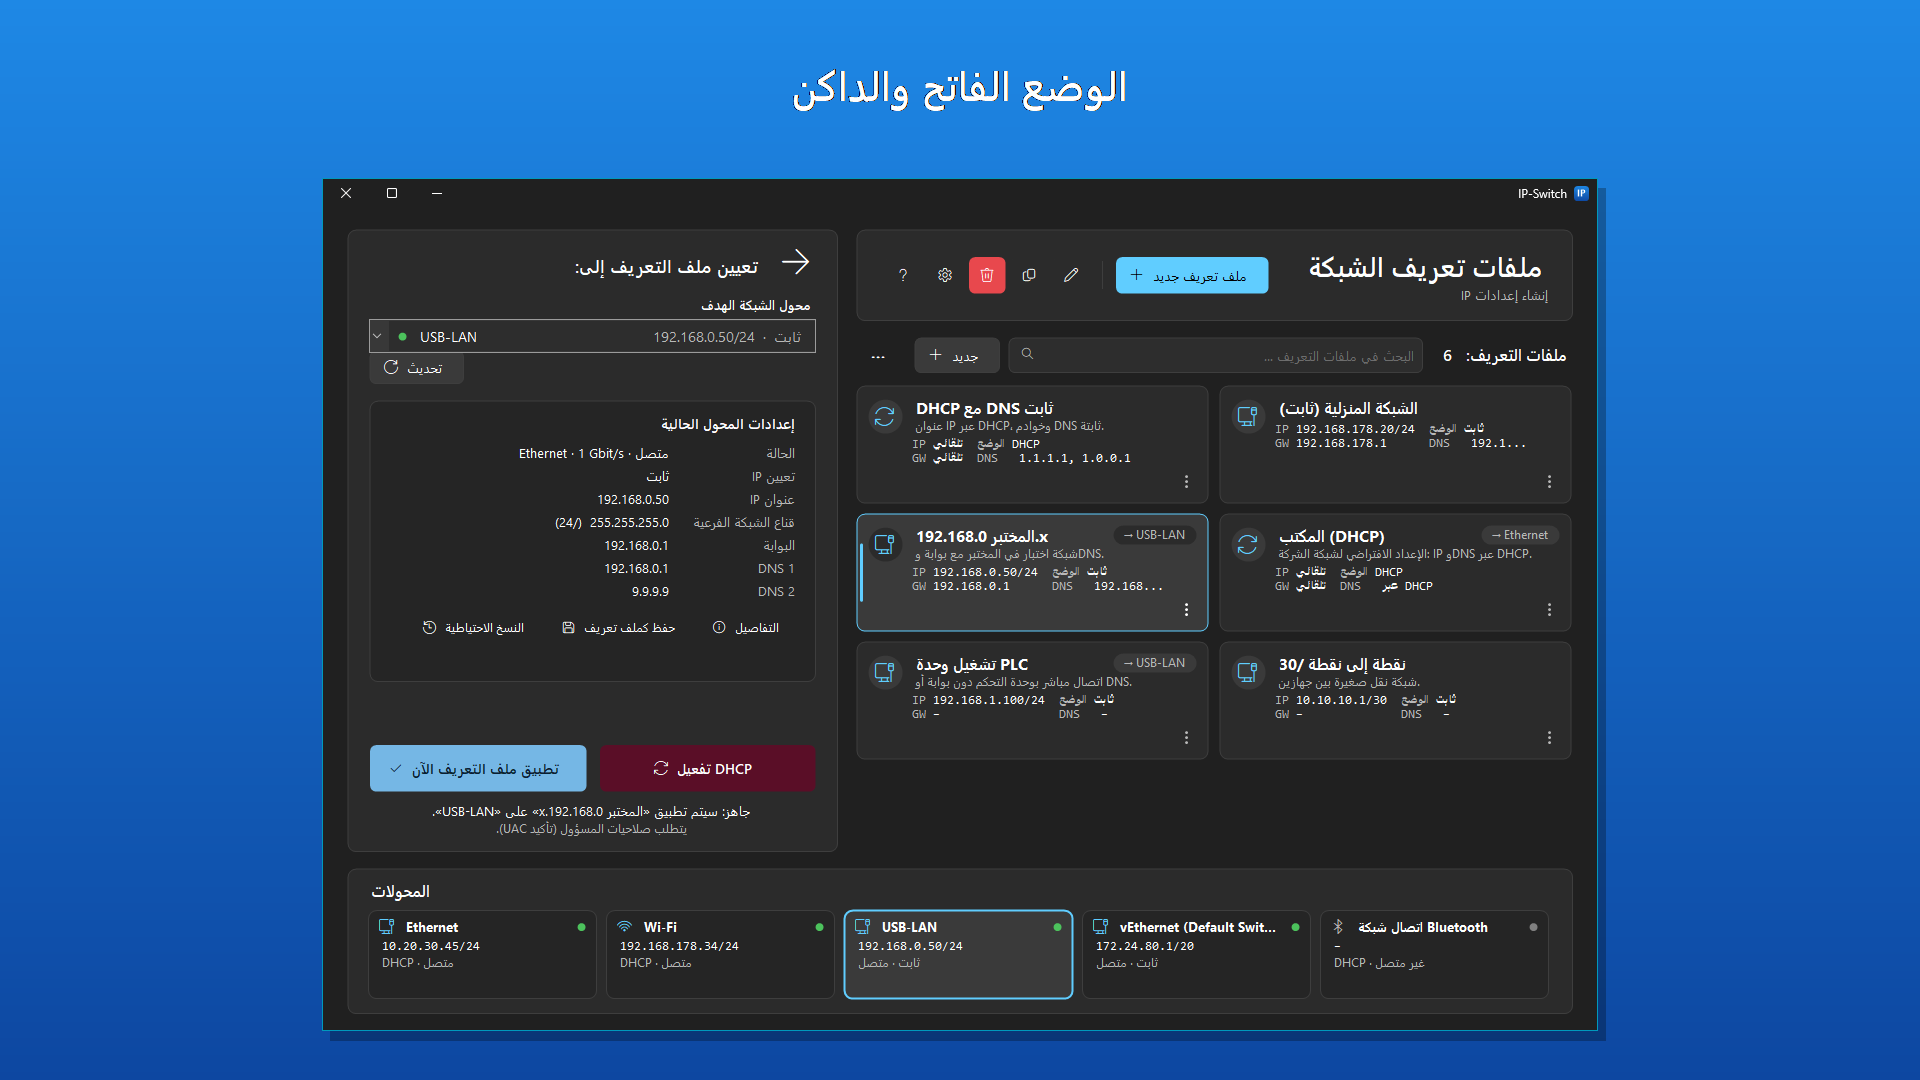 الوضع الفاتح والداكن
IP-Switch
ملفات تعريف الشبكة
إنشاء إعدادات IP
ملف تعريف جديد
ملفات التعريف: 6
البحث في ملفات التعريف ...
جديد
الشبكة المنزلية (ثابت)
IP 192.168.178.20/24 الوضع ثابت
GW 192.168.178.1 DNS 192.1...
ثابت DNS مع DHCP
عنوان IP عبر DHCP، وخوادم DNS ثابتة.
IP تلقائي الوضع DHCP
GW تلقائي DNS 1.1.1.1, 1.0.0.1
المكتب (DHCP)
→ Ethernet
الإعداد الافتراضي لشبكة الشركة: IP وDNS عبر DHCP.
IP تلقائي الوضع DHCP
GW تلقائي DNS عبر DHCP
المختبر 192.168.0.x
→ USB-LAN
شبكة اختبار في المختبر مع بوابة وDNS.
IP 192.168.0.50/24 الوضع ثابت
GW 192.168.0.1 DNS 192.168...
نقطة إلى نقطة /30
شبكة نقل صغيرة بين جهازين.
IP 10.10.10.1/30 الوضع ثابت
GW – DNS –
تشغيل وحدة PLC
→ USB-LAN
اتصال مباشر بوحدة التحكم دون بوابة أو DNS.
IP 192.168.1.100/24 الوضع ثابت
GW – DNS –
تعيين ملف التعريف إلى:
محول الشبكة الهدف
USB-LAN ثابت · 192.168.0.50/24
تحديث
إعدادات المحول الحالية
الحالة متصل · Ethernet · 1 Gbit/s
تعيين IP ثابت
عنوان IP 192.168.0.50
قناع الشبكة الفرعية 255.255.255.0 (/24)
البوابة 192.168.0.1
DNS 1 192.168.0.1
DNS 2 9.9.9.9
التفاصيل
حفظ كملف تعريف
النسخ الاحتياطية
تفعيل DHCP
تطبيق ملف التعريف الآن
جاهز: سيتم تطبيق «المختبر 192.168.0.x» على «USB-LAN».
يتطلب صلاحيات المسؤول (تأكيد UAC).
المحولات
Ethernet
10.20.30.45/24
متصل · DHCP
Wi-Fi
192.168.178.34/24
متصل · DHCP
USB-LAN
192.168.0.50/24
ثابت · متصل
vEthernet (Default Swit...
172.24.80.1/20
ثابت · متصل
اتصال شبكة Bluetooth
–
غير متصل · DHCP